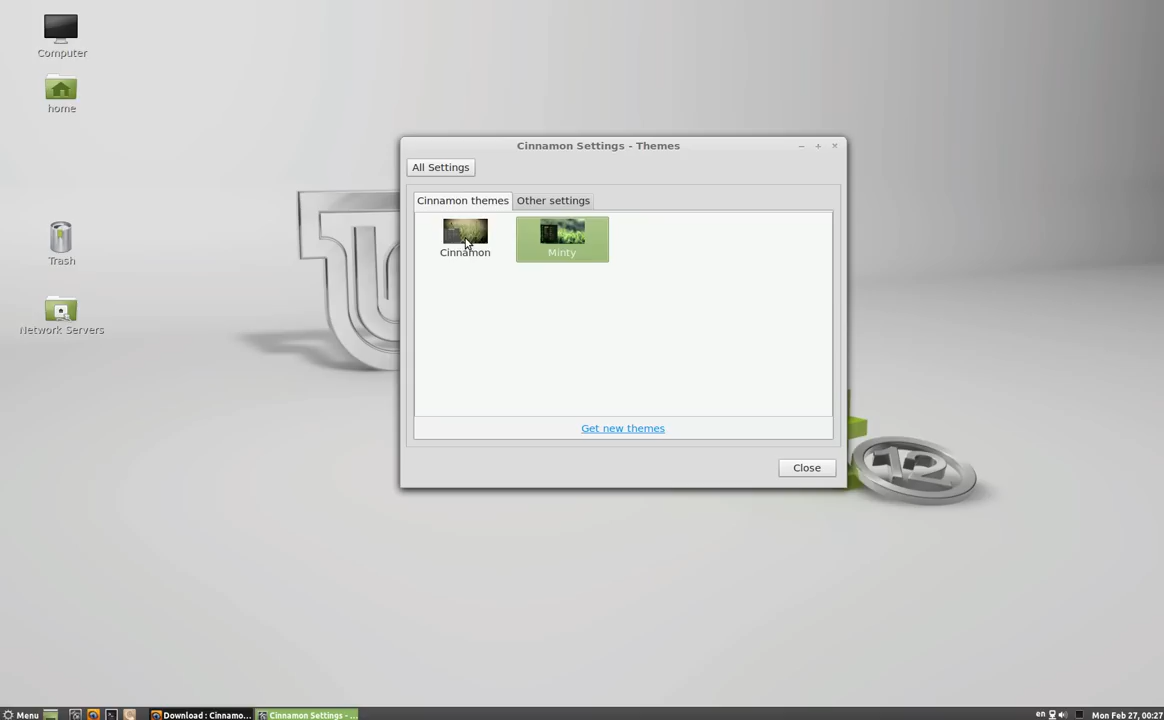 Computer
home
Trash
Network Servers
Cinnamon Settings - Themes
All Settings
Cinnamon themes
Other settings
Cinnamon
Minty
Get new themes
Close
12
Menu
Download : Cinnamo...
Cinnamon Settings - ...
en
Mon Feb 27, 00:27